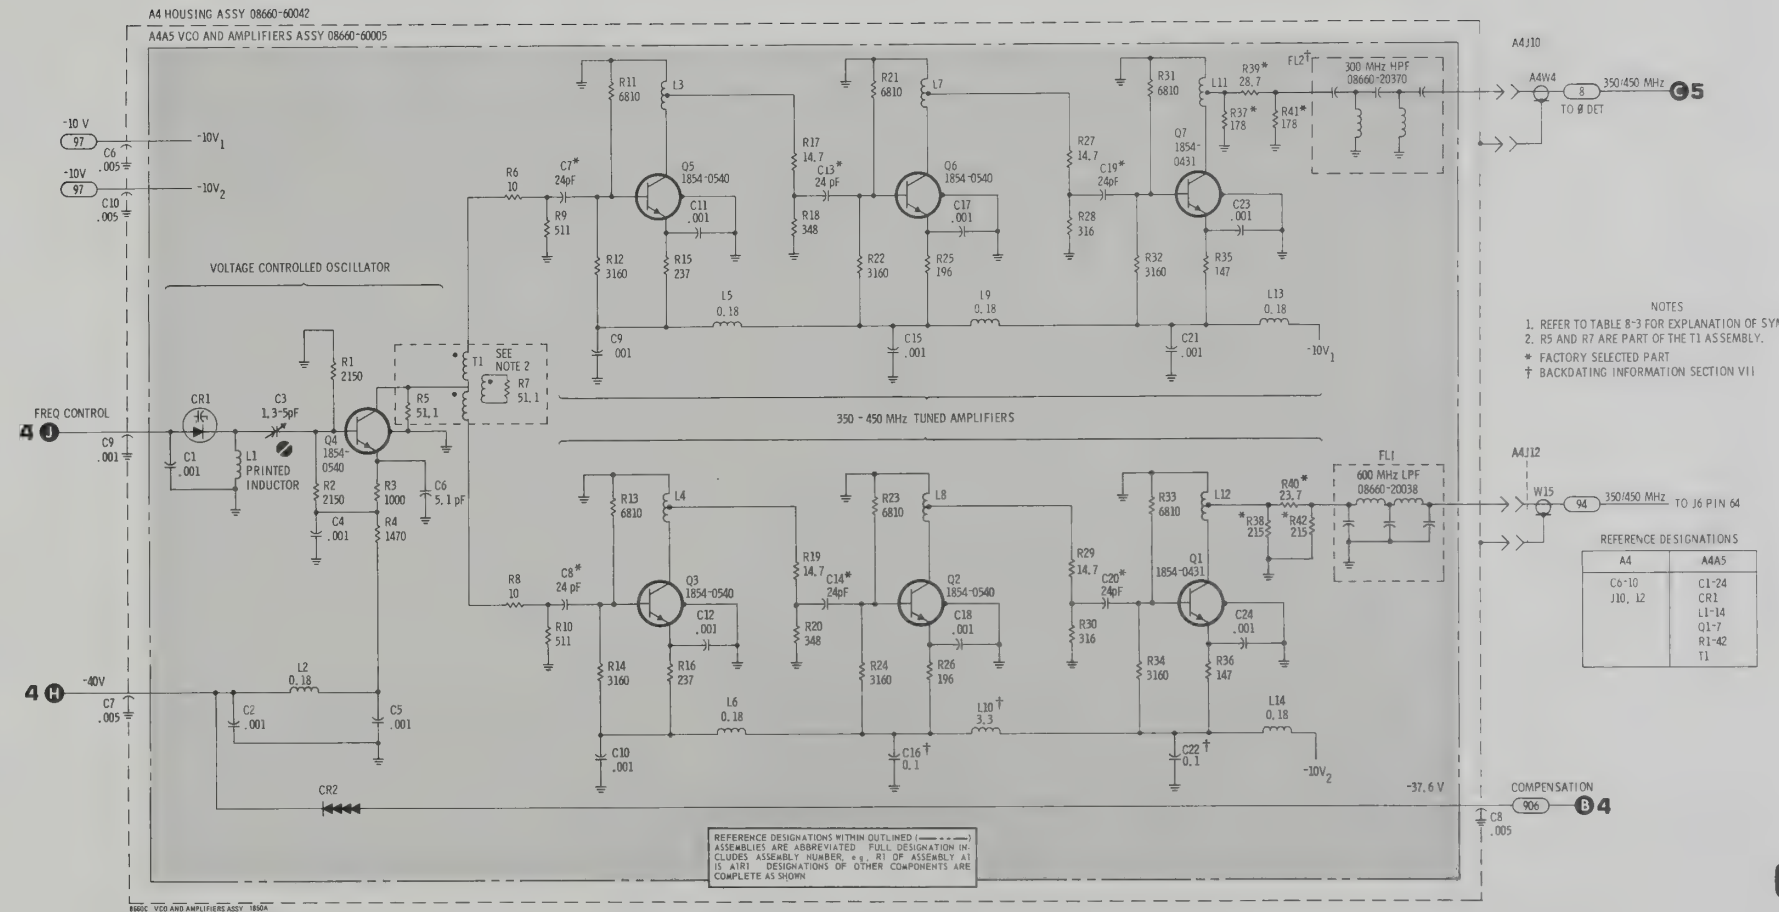 A4 HOUSING ASSY 08660-60042
A4A5 VCO AND AMPLIFIERS ASSY 08660-60005
-10 V
97
C6
.005
-10V1
-10V
97
C10
.005
-10V2
R11
6810
L3
R21
6810
L7
R31
6810
L11
R39*
28.7
FL2†
300 MHz HPF
08660-20370
R37*
178
R41*
178
A4J10
A4W4
8
350/450 MHz
C 5
TO Ø DET
R6
10
C7*
24pF
R9
511
Q5
1854-0540
C11
.001
R12
3160
R15
237
R17
14.7
C13*
24 pF
R18
348
Q6
1854-0540
C17
.001
R22
3160
R25
196
R27
14.7
C19*
24pF
R28
316
Q7
1854-
0431
C23
.001
R32
3160
R35
147
L5
0.18
L9
0.18
L13
0.18
C9
001
C15
.001
C21
.001
-10V1
NOTES
1. REFER TO TABLE 8-3 FOR EXPLANATION OF SYM
2. R5 AND R7 ARE PART OF THE T1 ASSEMBLY.
* FACTORY SELECTED PART
† BACKDATING INFORMATION SECTION VII
VOLTAGE CONTROLLED OSCILLATOR
R1
2150
T1
SEE
NOTE 2
R7
51.1
R5
51.1
FREQ CONTROL
4 J
C9
.001
CR1
C3
1.3-5pF
C1
.001
L1
PRINTED
INDUCTOR
Q4
1854-
0540
R2
2150
R3
1000
C6
5.1 pF
C4
.001
R4
1470
350 - 450 MHz TUNED AMPLIFIERS
R13
6810
L4
R23
6810
L8
R33
6810
L12
R40*
23.7
*R38
215
*R42
215
FL1
600 MHz LPF
08660-20038
A4J12
W15
94
350/450 MHz
TO J6 PIN 64
R8
10
C8*
24 pF
R10
511
Q3
1854-0540
C12
.001
R14
3160
R16
237
R19
14.7
C14*
24pF
R20
348
Q2
1854-0540
C18
.001
R24
3160
R26
196
R29
14.7
C20*
24pF
R30
316
Q1
1854-0431
C24
.001
R34
3160
R36
147
REFERENCE DESIGNATIONS
A4 A4A5
C6-10 C1-24
J10, 12 CR1
L1-14
Q1-7
R1-42
T1
4 H
-40V
C7
.005
L2
0.18
C2
.001
C5
.001
L6
0.18
L10†
3.3
L14
0.18
C10
.001
C16†
0.1
C22†
0.1
-10V2
CR2
-37.6 V
COMPENSATION
906
B 4
C8
.005
REFERENCE DESIGNATIONS WITHIN OUTLINED (— - - —)
ASSEMBLIES ARE ABBREVIATED FULL DESIGNATION IN-
CLUDES ASSEMBLY NUMBER, e.g., R1 OF ASSEMBLY A1
IS A1R1 DESIGNATIONS OF OTHER COMPONENTS ARE
COMPLETE AS SHOWN
8660C VCO AND AMPLIFIERS ASSY 1850A